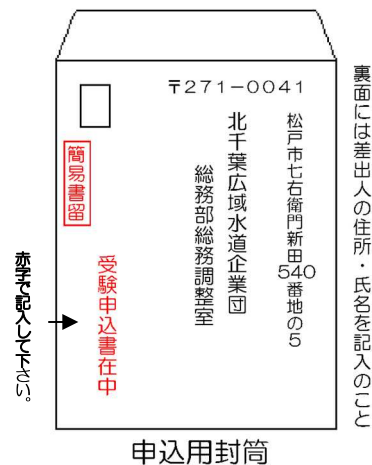 裏面には差出人の住所・氏名を記入のこと
〒271-0041
松戸市七右衛門新田540番地の5
北千葉広域水道企業団
総務部総務調整室
簡易書留
受験申込書在中
赤字で記入して下さい。
申込用封筒